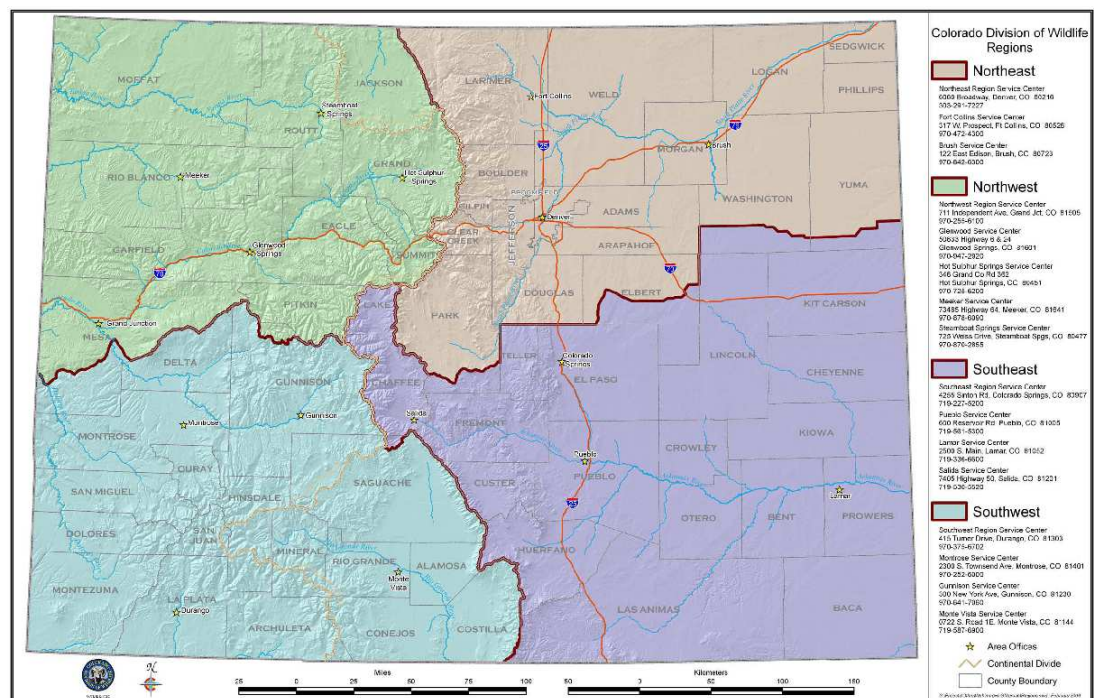 MOFFAT
JACKSON
LARIMER
WELD
LOGAN
SEDGWICK
PHILLIPS
Steamboat
Springs
ROUTT
Fort Collins
25
76
MORGAN
Brush
RIO BLANCO
Meeker
GRAND
Hot Sulphur
Springs
BOULDER
BROOMFIELD
GILPIN
WASHINGTON
YUMA
Denver
ADAMS
CLEAR
CREEK
JEFFERSON
ARAPAHOE
GARFIELD
EAGLE
SUMMIT
Glenwood
Springs
70
PITKIN
LAKE
PARK
DOUGLAS
ELBERT
KIT CARSON
MESA
Grand Junction
DELTA
GUNNISON
CHAFFEE
TELLER
Colorado
Springs
EL PASO
LINCOLN
CHEYENNE
Gunnison
Montrose
MONTROSE
Salida
FREMONT
CROWLEY
KIOWA
OURAY
SAGUACHE
CUSTER
Pueblo
PUEBLO
Arkansas River
Lamar
SAN MIGUEL
HINSDALE
DOLORES
SAN
JUAN
MINERAL
RIO GRANDE
ALAMOSA
Monte
Vista
HUERFANO
OTERO
BENT
PROWERS
25
MONTEZUMA
LA PLATA
Durango
ARCHULETA
CONEJOS
COSTILLA
LAS ANIMAS
BACA
Colorado Division of Wildlife
Regions
Northeast
Northeast Region Service Center
6060 Broadway, Denver, CO 80216
303-291-7227
Fort Collins Service Center
317 W. Prospect, Ft Collins, CO 80526
970-472-4300
Brush Service Center
122 East Edison, Brush, CO 80723
970-842-6300
Northwest
Northwest Region Service Center
711 Independent Ave, Grand Jct, CO 81505
970-255-6100
Glenwood Service Center
50633 Highway 6 & 24
Glenwood Springs, CO 81601
970-947-2920
Hot Sulphur Springs Service Center
346 Grand Co Rd 362
Hot Sulphur Springs, CO 80451
970-725-6200
Meeker Service Center
73485 Highway 64, Meeker, CO 81641
970-878-6090
Steamboat Springs Service Center
925 Weiss Drive, Steamboat Spgs, CO 80477
970-870-2855
Southeast
Southeast Region Service Center
4255 Sinton Rd, Colorado Springs, CO 80907
719-227-5200
Pueblo Service Center
600 Reservoir Rd, Pueblo, CO 81005
719-561-5300
Lamar Service Center
2500 S. Main, Lamar, CO 81052
719-336-6600
Salida Service Center
7405 Highway 50, Salida, CO 81201
719-530-5520
Southwest
Southwest Region Service Center
415 Turner Drive, Durango, CO 81303
970-375-6702
Montrose Service Center
2300 S. Townsend Ave, Montrose, CO 81401
970-252-6000
Gunnison Service Center
300 New York Ave, Gunnison, CO 81230
970-641-7060
Monte Vista Service Center
0722 S. Road 1E, Monte Vista, CO 81144
719-587-6900
Area Offices
Continental Divide
County Boundary
N
Miles
25 0 25 50 75 100
Kilometers
50 0 50 100 150